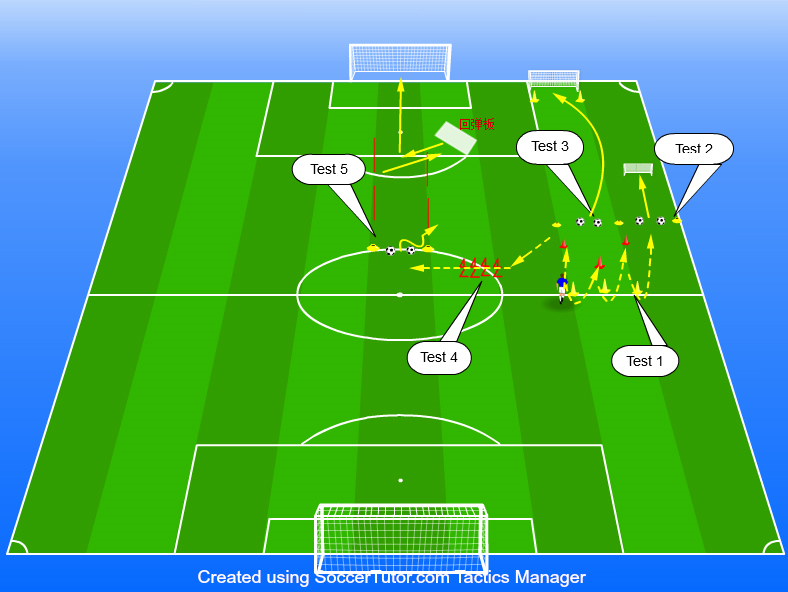 回弹板
Test 3
Test 2
Test 5
Test 4
Test 1
Created using SoccerTutor.com Tactics Manager